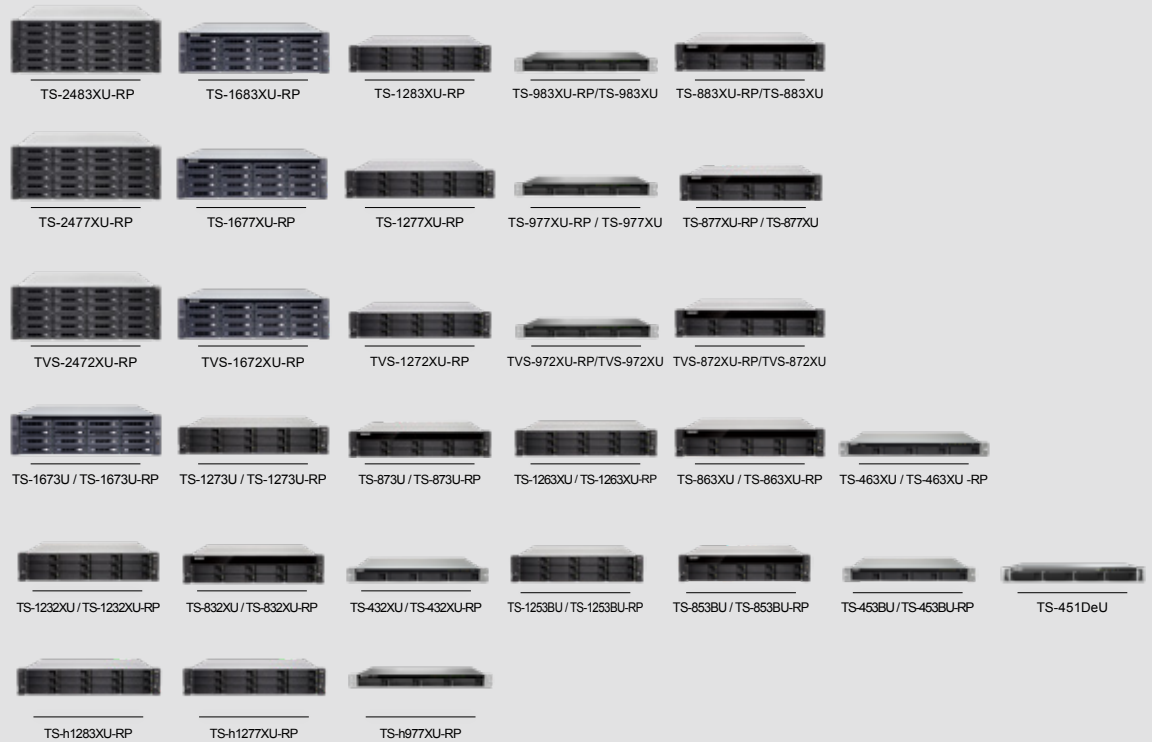 TS-2483XU-RP
TS-1683XU-RP
TS-1283XU-RP
TS-983XU-RP/TS-983XU
TS-883XU-RP/TS-883XU
TS-2477XU-RP
TS-1677XU-RP
TS-1277XU-RP
TS-977XU-RP / TS-977XU
TS-877XU-RP / TS-877XU
TVS-2472XU-RP
TVS-1672XU-RP
TVS-1272XU-RP
TVS-972XU-RP/TVS-972XU
TVS-872XU-RP/TVS-872XU
TS-1673U / TS-1673U-RP
TS-1273U / TS-1273U-RP
TS-873U / TS-873U-RP
TS-1263XU / TS-1263XU-RP
TS-863XU / TS-863XU-RP
TS-463XU / TS-463XU -RP
TS-1232XU / TS-1232XU-RP
TS-832XU / TS-832XU-RP
TS-432XU / TS-432XU-RP
TS-1253BU / TS-1253BU-RP
TS-853BU / TS-853BU-RP
TS-453BU / TS-453BU-RP
TS-451DeU
TS-h1283XU-RP
TS-h1277XU-RP
TS-h977XU-RP